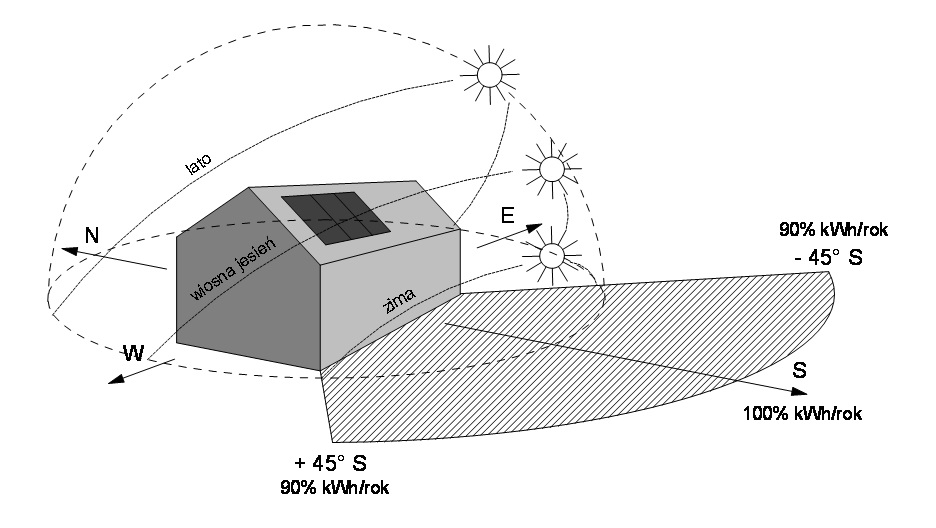 lato
N
E
90% kWh/rok
- 45° S
wiosna jesień
zima
W
S
100% kWh/rok
+ 45° S
90% kWh/rok